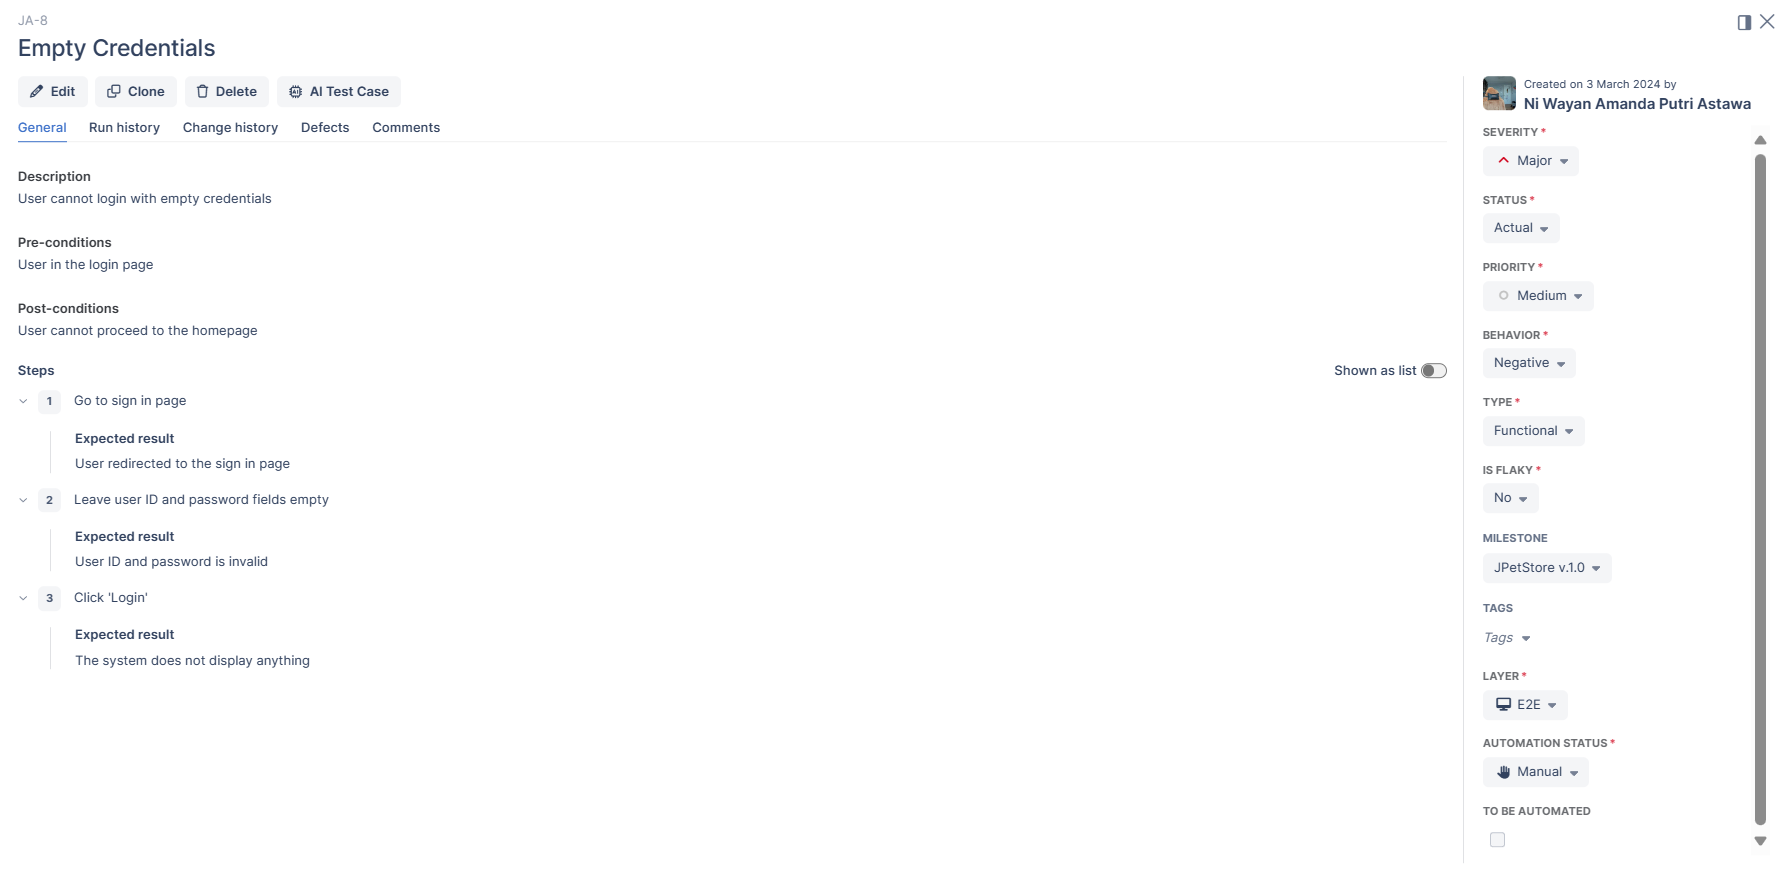 JA-8
Empty Credentials
Edit
Clone
Delete
AI Test Case
General
Run history
Change history
Defects
Comments
Description
User cannot login with empty credentials
Pre-conditions
User in the login page
Post-conditions
User cannot proceed to the homepage
Steps
Shown as list
1
Go to sign in page
Expected result
User redirected to the sign in page
2
Leave user ID and password fields empty
Expected result
User ID and password is invalid
3
Click 'Login'
Expected result
The system does not display anything
Created on 3 March 2024 by
Ni Wayan Amanda Putri Astawa
SEVERITY*
Major
STATUS*
Actual
PRIORITY*
Medium
BEHAVIOR*
Negative
TYPE*
Functional
IS FLAKY*
No
MILESTONE
JPetStore v.1.0
TAGS
Tags
LAYER*
E2E
AUTOMATION STATUS*
Manual
TO BE AUTOMATED